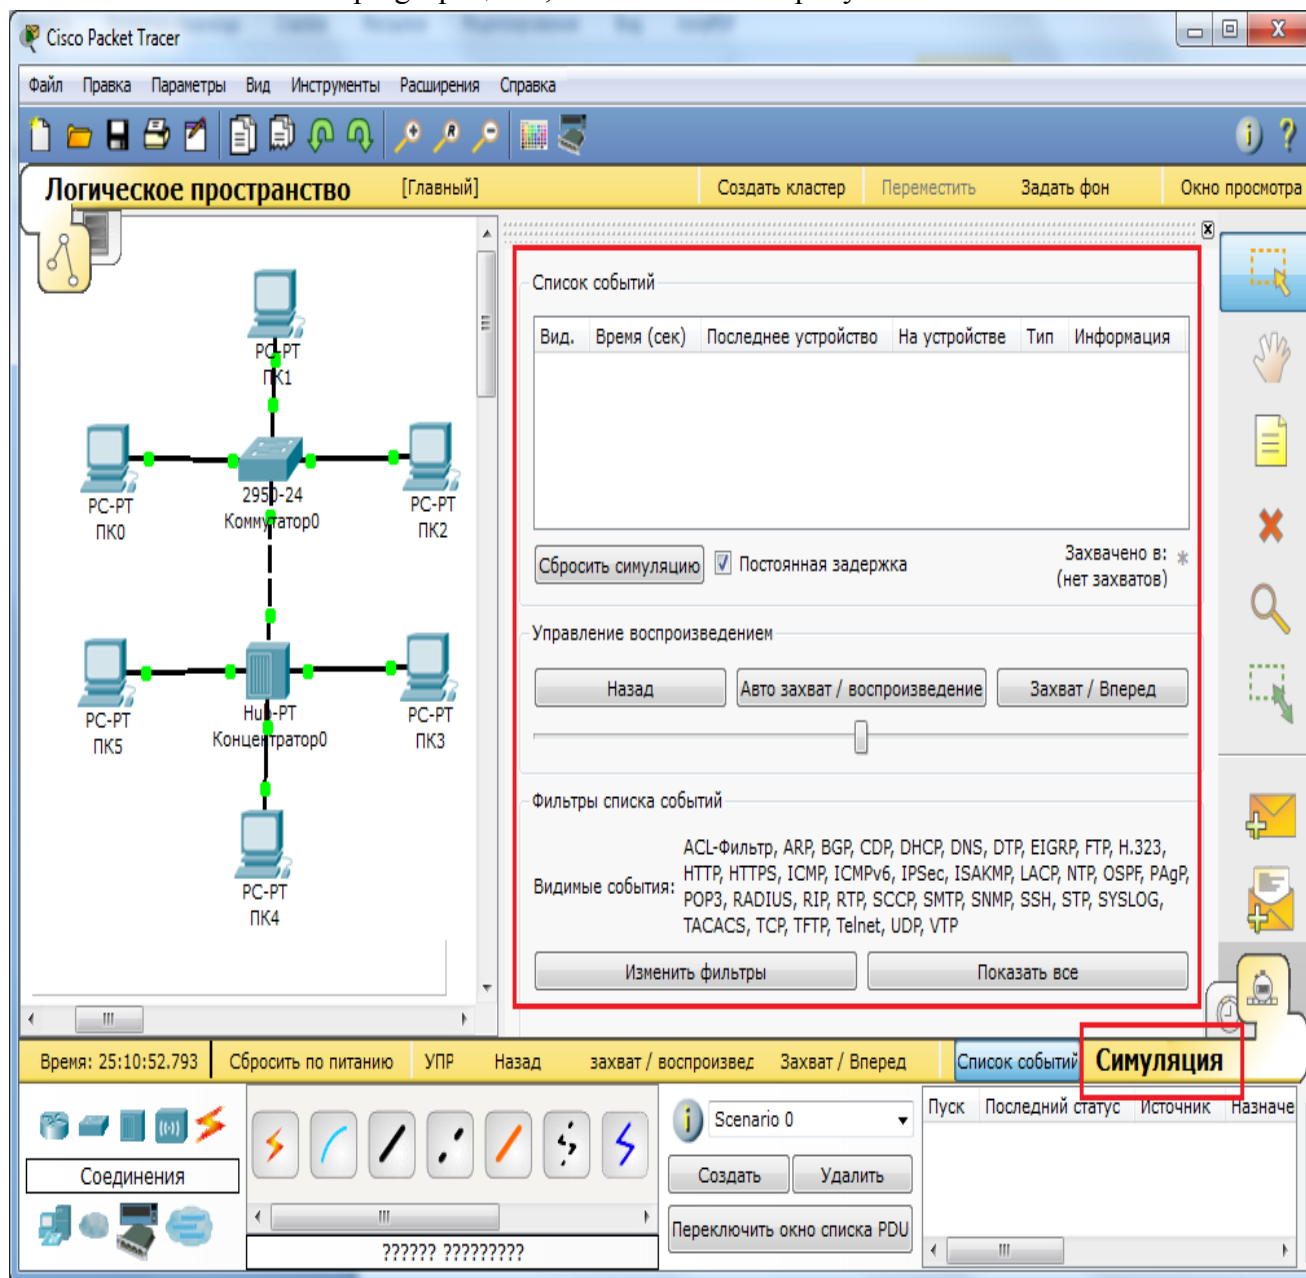 Cisco Packet Tracer
Файл Правка Параметры Вид Инструменты Расширения Справка
Логическое пространство [Главный] Создать кластер Переместить Задать фон Окно просмотра
Список событий
Вид. Время (сек) Последнее устройство На устройстве Тип Информация
PC-PT
ПК1
PC-PT
ПК0
2950-24
Коммутатор0
PC-PT
ПК2
Сбросить симуляцию Постоянная задержка Захвачено в:
(нет захватов)
Управление воспроизведением
Назад Авто захват / воспроизведение Захват / Вперед
PC-PT
ПК5
Hub-PT
Концентратор0
PC-PT
ПК3
PC-PT
ПК4
Фильтры списка событий
Видимые события:
ACL-Фильтр, ARP, BGP, CDP, DHCP, DNS, DTP, EIGRP, FTP, H.323,
HTTP, HTTPS, ICMP, ICMPv6, IPSec, ISAKMP, LACP, NTP, OSPF, PAgP,
POP3, RADIUS, RIP, RTP, SCCP, SMTP, SNMP, SSH, STP, SYSLOG,
TACACS, TCP, TFTP, Telnet, UDP, VTP
Изменить фильтры Показать все
Время: 25:10:52.793 Сбросить по питанию УПР Назад захват / воспроизвед Захват / Вперед Список событий Симуляция
Соединения
?????? ?????????
Scenario 0
Создать Удалить
Переключить окно списка PDU
Пуск Последний статус Источник Назначе